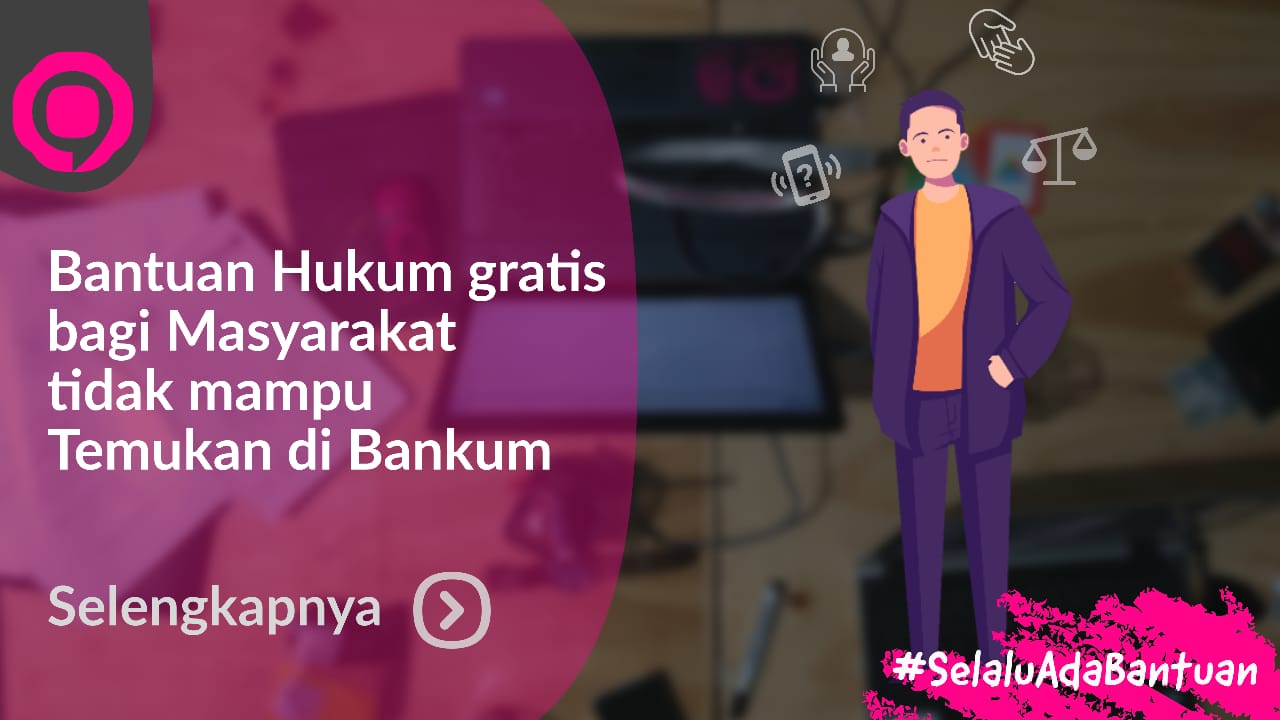 Bantuan Hukum gratis
bagi Masyarakat
tidak mampu
Temukan di Bankum
Selengkapnya
?
#SelaluAdaBantuan